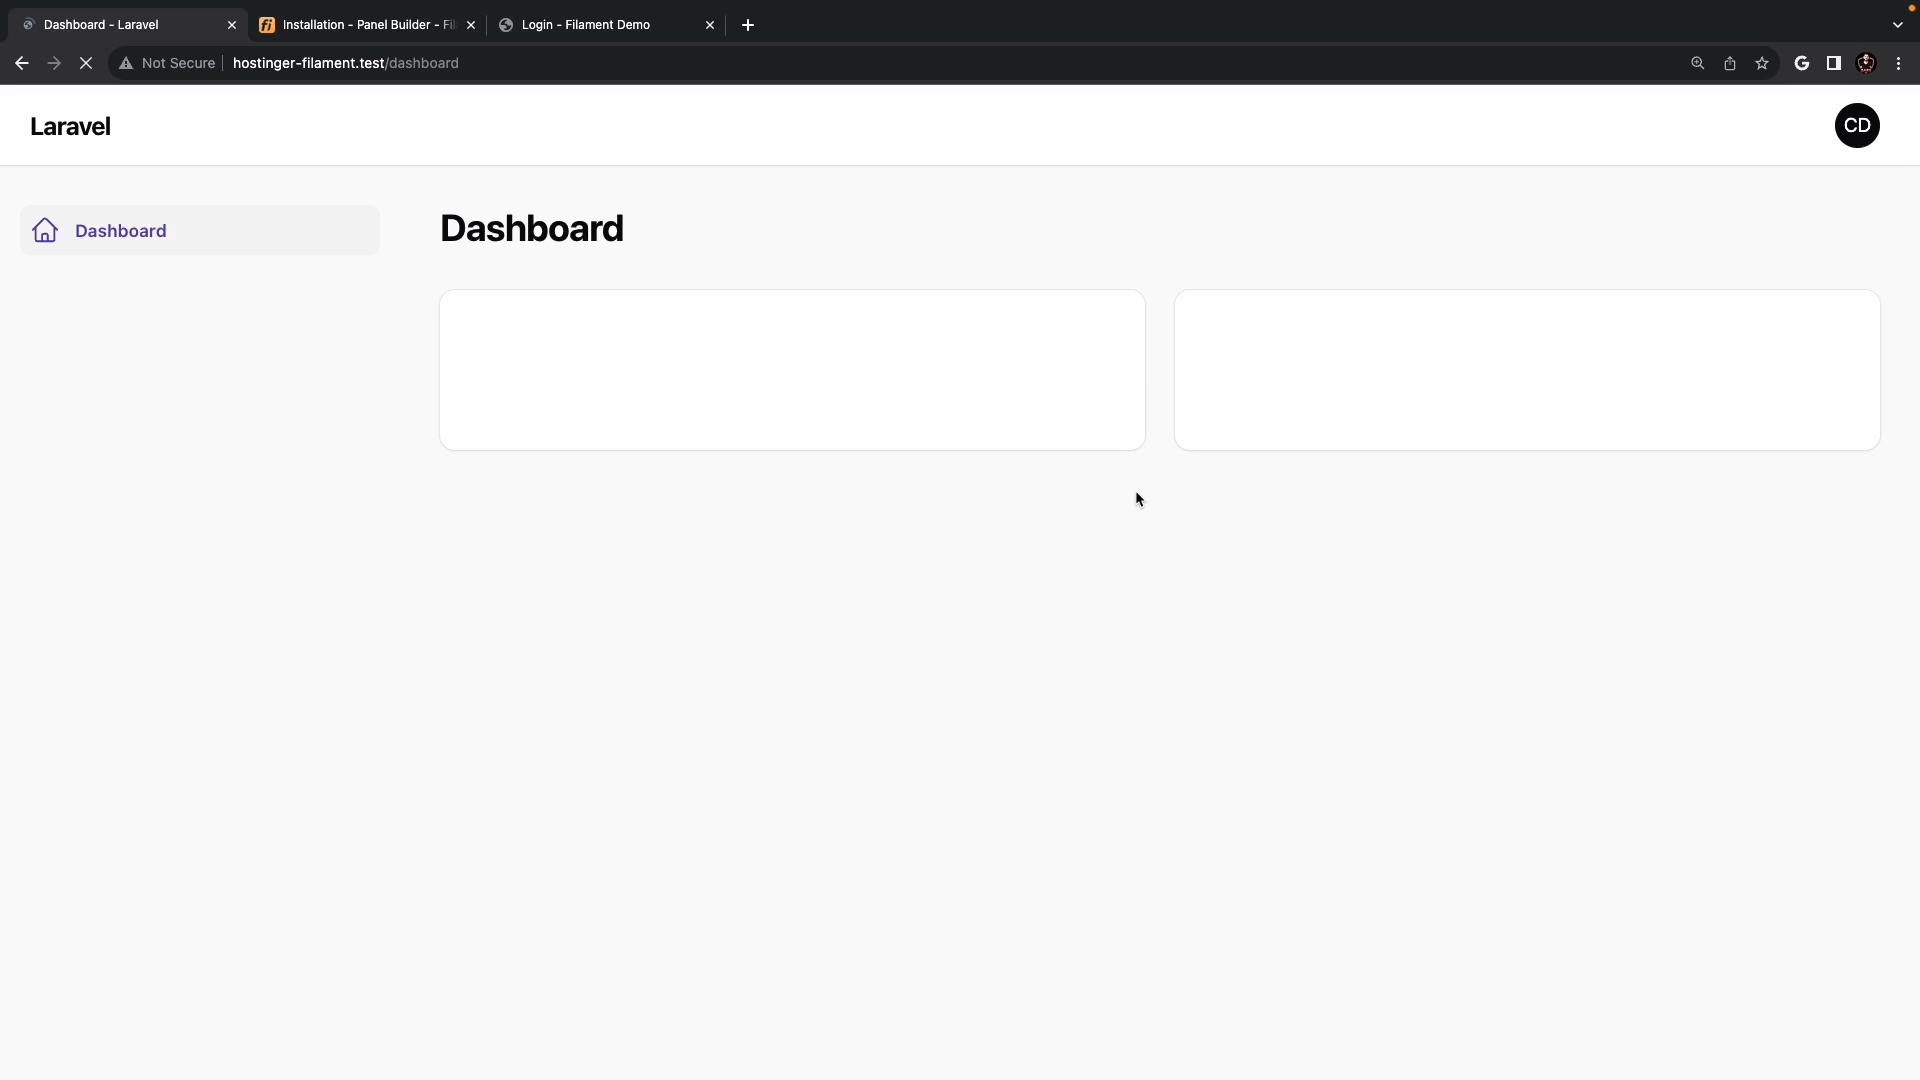 Dashboard - Laravel
Installation - Panel Builder - Fil
Login - Filament Demo
Not Secure
hostinger-filament.test/dashboard
Laravel
CD
Dashboard
Dashboard